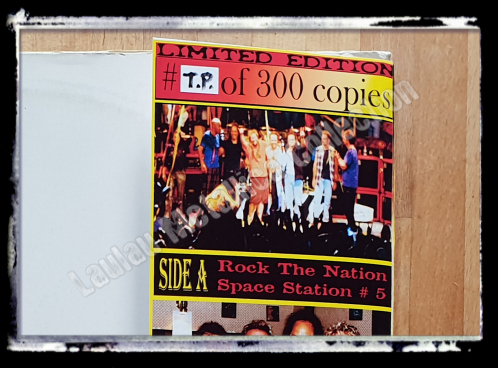 LIMITED EDITION
# T.P. of 300 copies
SIDE A
Rock The Nation
Space Station # 5